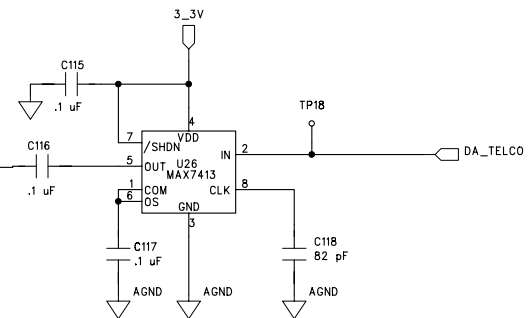 3_3V
C115
.1 uF
TP18
4
7
VDD
/SHDN
C116
5
U26
IN
2
DA_TELCO
OUT
MAX7413
.1 uF
1
COM
CLK
8
6
OS
GND
3
C117
.1 uF
C118
82 pF
AGND
AGND
AGND